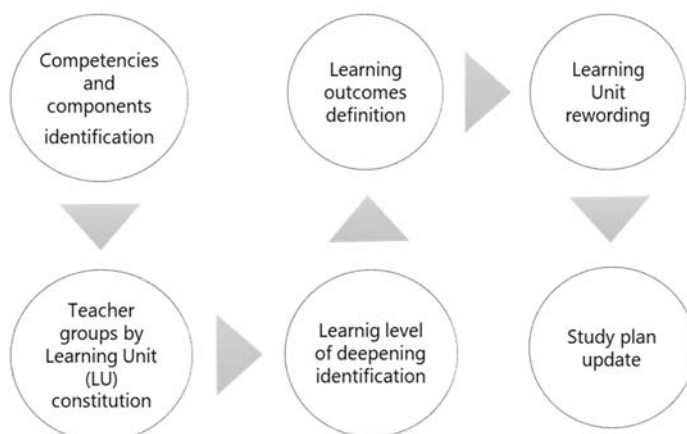 Competencies
and
components
identification
Teacher
groups by
Learning Unit
(LU)
constitution
Learnig level
of deepening
identification
Learning
outcomes
definition
Learning
Unit
rewording
Study plan
update